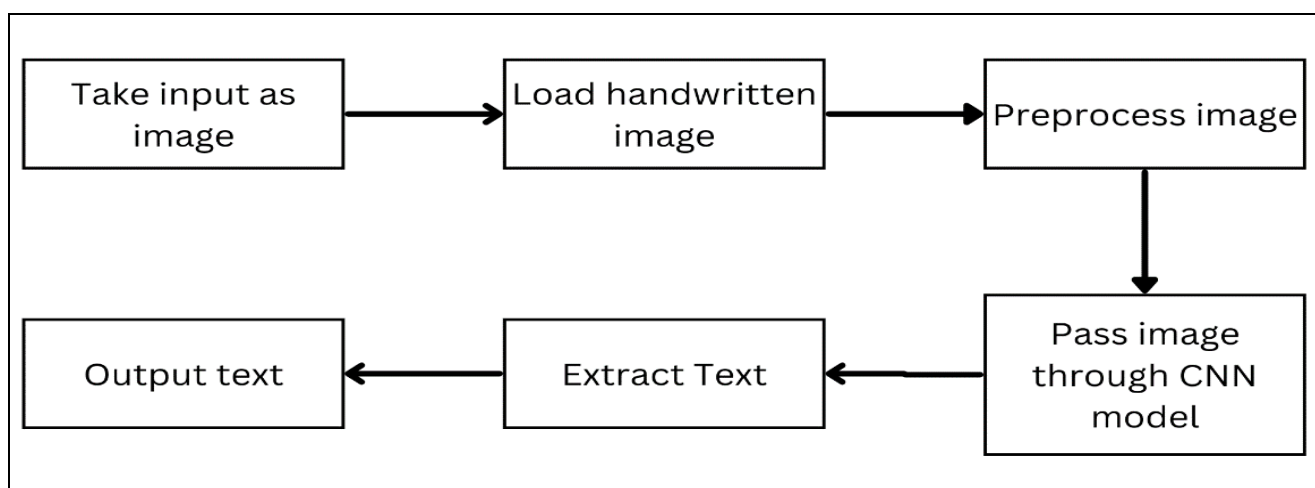 Take input as
image
Load handwritten
image
Preprocess image
Pass image
through CNN
model
Extract Text
Output text